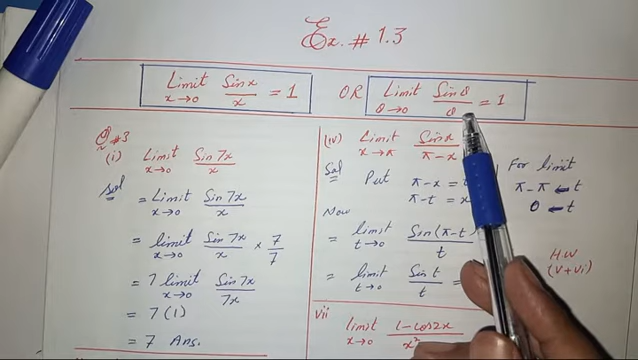 Ex. # 1.3
Limit x→0 Sinx/x = 1 OR Limit θ→0 Sinθ/θ = 1
Q#3
(i) Limit x→0 Sin7x/x
Sol
= Limit x→0 Sin7x/x
= limit x→0 Sin7x/x × 7/7
= 7 limit x→0 Sin7x/7x
= 7(1)
= 7 Ans.
(iv) Limit x→π Sinx/π-x
Sol Put π-x =
π-t = x
For limit
π-π ← t
0 ← t
Now
= limit t→0 Sin(π-t)/t
= limit t→0 Sint/t =
H.W
(v+vi)
vii
limit x→0 1-cos2x/x²